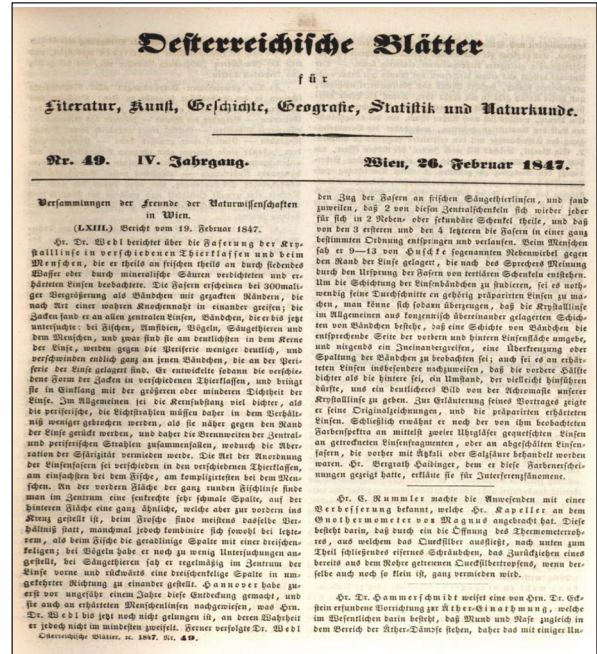 Oesterreichische Blätter
für
Literatur, Kunst, Geschichte, Geografie, Statistik und Naturkunde.
Nr. 49. IV. Jahrgang. Wien, 26. Februar 1847.
Versammlungen der Freunde der Naturwissenschaften
in Wien.
(LXIII.) Bericht vom 19. Februar 1847.
Hr. Dr. Wedl berichtet über die Faserung der Kry-
stalllinse in verschiedenen Thierklassen und beim
Menschen, die er theils an frischen theils an durch siedendes
Wasser oder durch mineralische Säuren verdichteten und er-
härteten Linsen beobachtete. Die Fasern erscheinen bei 300mali-
ger Vergrößerung als Bändchen mit gezackten Rändern, die
nach Art einer wahren Knochennaht in einander greifen; die
Zacken fand er an allen zentralen Linsen, Bändchen, die er bis jetzt
untersuchte: bei Fischen, Amfibien, Vögeln, Säugethieren und
dem Menschen, und zwar sind sie am deutlichsten in dem Kerne
der Linse, werden gegen die Periferie weniger deutlich, und
verschwinden endlich ganz an jenen Bändchen, die an der Peri-
ferie der Linse gelagert sind. Er entwickelte sodann die verschie-
dene Form der Zacken in verschiedenen Thierklassen, und bringt
sie in Einklang mit der größeren oder minderen Dichtheit der
Linse. Im Allgemeinen sei die Kernsubstanz viel dichter, als
die periferische, die Lichtstrahlen müssen daher in dem Verhält-
niß weniger gebrochen werden, als sie näher gegen den Rand
der Linse gerückt werden, und daher die Brennweiten der Zentral-
und periferischen Strahlen zusammenfallen, wodurch die Aber-
ration der Sfärizität vermieden werde. Die Art der Anordnung
der Linsenfasern sei verschieden in den verschiedenen Thierklassen,
am einfachsten bei dem Fische, am komplizirtesten bei dem Men-
schen. An der vordern Fläche der ganz runden Fischlinse finde
man im Zentrum eine senkrechte sehr schmale Spalte, auf der
hinteren Fläche eine ganz ähnliche, welche aber zur vordern ins
Kreuz gestellt ist, beim Frosche finde meistens dasselbe Ver-
hältniß statt, manchmal jedoch kombinire sich sowohl bei letzte-
rem, als beim Fische die geradlinige Spalte mit einer dreischen-
keligen; bei Vögeln habe er noch zu wenig Untersuchungen an-
gestellt, bei Säugethieren sah er regelmäßig im Zentrum der
Linse vorne und rückwärts eine dreischenkelige Spalte in um-
gekehrter Richtung zu einander gestellt. Hannover habe zu-
erst vor ungefähr einem Jahre diese Entdeckung gemacht, und
sie auch an erhärteten Menschenlinsen nachgewiesen, was Hrn.
Dr. Wedl bis jetzt noch nicht gelungen ist, an deren Wahrheit
er jedoch nicht im mindesten zweifelt. Ferner verfolgte Dr. Wedl
Österreichische Blätter, rc. 1847. Nr. 49.
den Zug der Fasern an frischen Säugethierlinsen, und fand
zuweilen, daß 2 von diesen Zentralschenkeln sich wieder jeder
für sich in 2 Neben- oder sekundäre Schenkel theile, und daß
von den 3 ersteren und den 4 letzteren die Fasern in einer ganz
bestimmten Ordnung entspringen und verlaufen. Beim Menschen
sah er 9—13 von Huschke sogenannten Nebenwirbel gegen
den Rand der Linse gelagert, die nach des Sprechers Meinung
durch den Ursprung der Fasern von tertiären Schenkeln entstehen.
Um die Schichtung der Linsenbändchen zu studieren, sei es noth-
wendig feine Durchschnitte an gehörig präparirten Linsen zu ma-
chen, man könne sich sodann überzeugen, daß die Krystalllinse
im Allgemeinen aus konzentrisch übereinander gelagerten Schich-
ten von Bändchen bestehe, daß eine Schichte von Bändchen die
entsprechende Seite der vordern und hintern Linsenfläche umgebe,
und nirgends ein Ineinandergreifen, eine Überkreuzung oder
Spaltung der Bändchen zu beobachten sei; auch sei es an erhär-
teten Linsen insbesondere nachzuweisen, daß die vordere Hälfte
dichter als die hintere sei, ein Umstand, der vielleicht hinführen
dürfte, uns ein deutlicheres Bild von der Achromasie unserer
Krystalllinse zu geben. Zur Erläuterung seines Vortrages zeigte
er seine Originalzeichnungen, und die präparirten erhärteten
Linsen. Schließlich erwähnt er noch der von ihm beobachteten
Farbenspektra an mittelst zweier Uhrgläser gequetschten Linsen
an getrockneten Linsenfragmenten, oder an abgeschälten Linsen-
fasern, die vorher mit Ätzkali oder Salzsäure behandelt worden
waren. Hr. Bergrath Haidinger, dem er diese Farbenerschei-
nungen gezeigt hatte, erkläte sie für Interferenzfänomene.
Hr. C. Rummler machte die Anwesenden mit einer
Verbesserung bekannt, welche Hr. Kapeller an dem
Geothermometer von Magnus angebracht hat. Diese
besteht darin, daß durch ein die Öffnung des Thermometerroh-
res, aus welchem das Quecksilber ausfließt, nach unten zum
Theil schließendes eisernes Schräubchen, das Zurückziehen eines
bereits aus dem Rohre getretenen Quecksilbertropfens, wenn der-
selbe auch noch so klein ist, ganz vermieden wird.
Hr. Dr. Hammerschmidt weiset eine von Hrn. Dr. Eck-
stein erfundene Vorrichtung zur Äther-Einathmung, welche
im Wesentlichen darin besteht, daß Mund und Nase zugleich in
dem Bereich der Äther-Dämpfe stehen, daher das mit einiger Un-